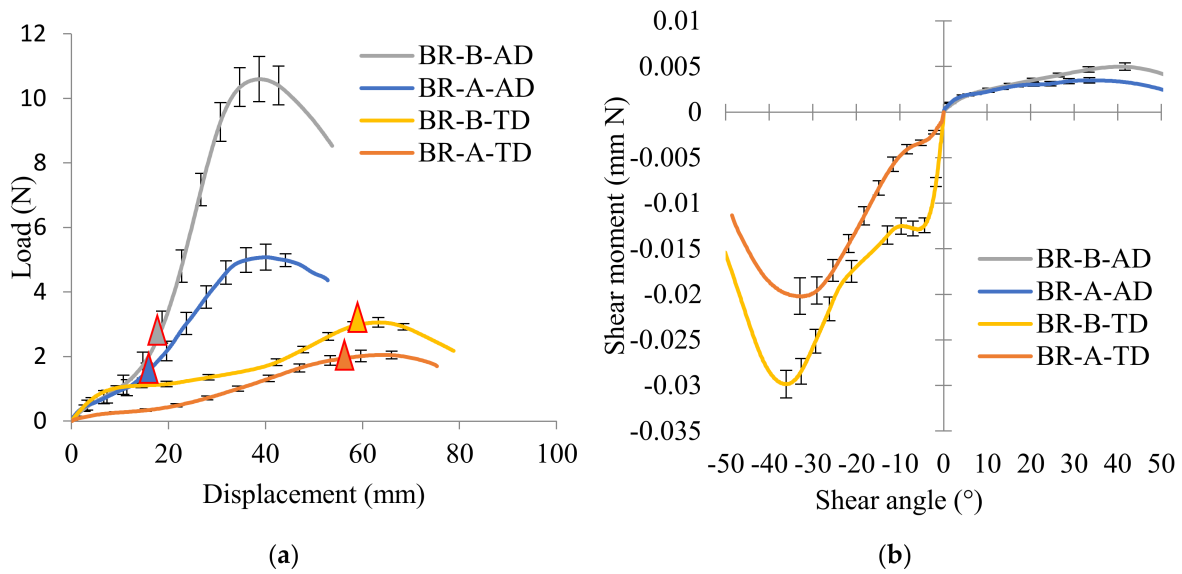 12
10
8
6
4
2
0
Load (N)
0 20 40 60 80 100
Displacement (mm)
BR-B-AD
BR-A-AD
BR-B-TD
BR-A-TD
(a)
0.01
0.005
0
-0.005
-0.01
-0.015
-0.02
-0.025
-0.03
-0.035
Shear moment (mm N)
-50 -40 -30 -20 -10 0 10 20 30 40 50
Shear angle (°)
BR-B-AD
BR-A-AD
BR-B-TD
BR-A-TD
(b)